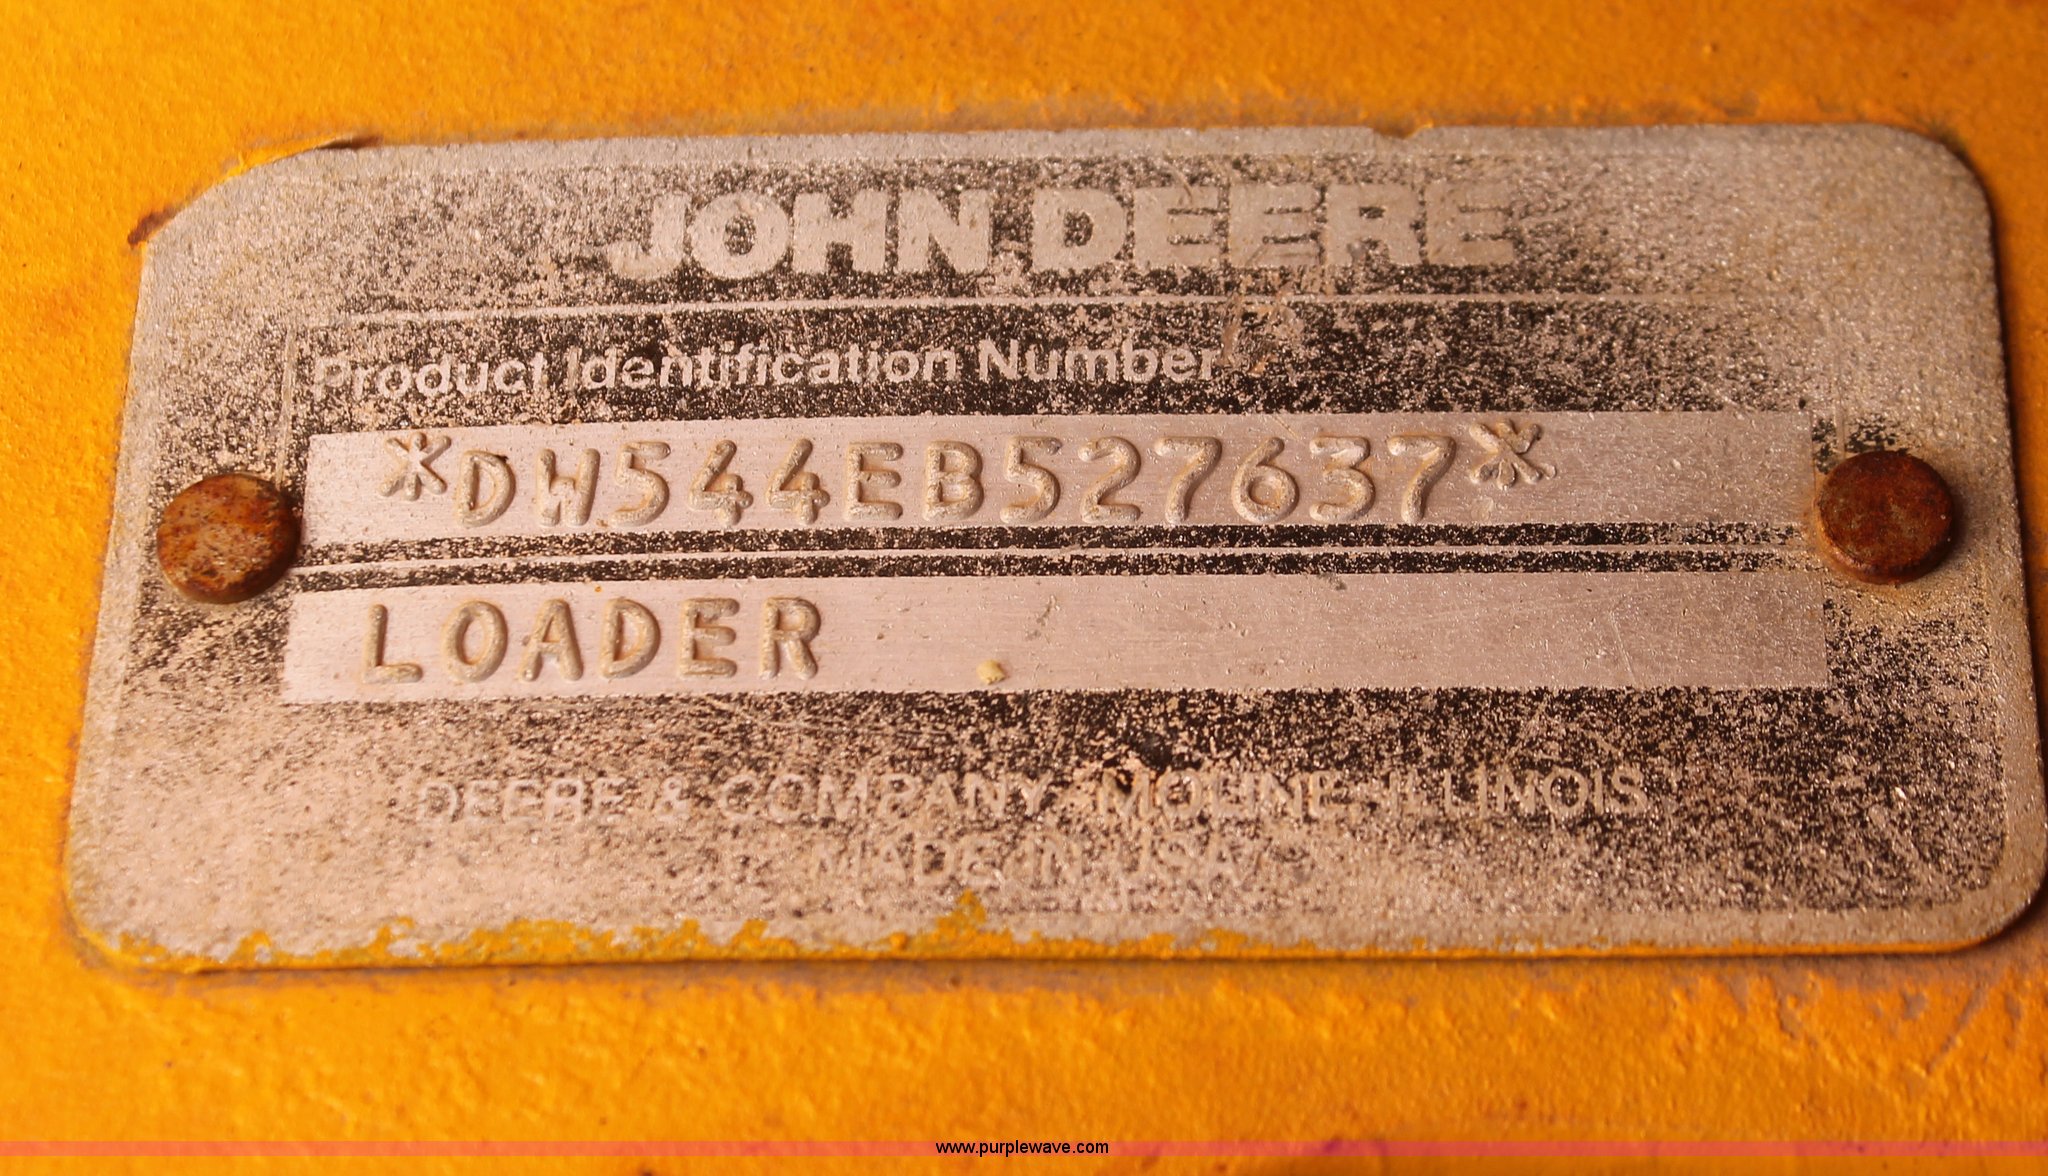 JOHN DEERE
Product Identification Number
*DW544EB527637*
LOADER
DEERE & COMPANY MOLINE, ILLINOIS
MADE IN USA
www.purplewave.com